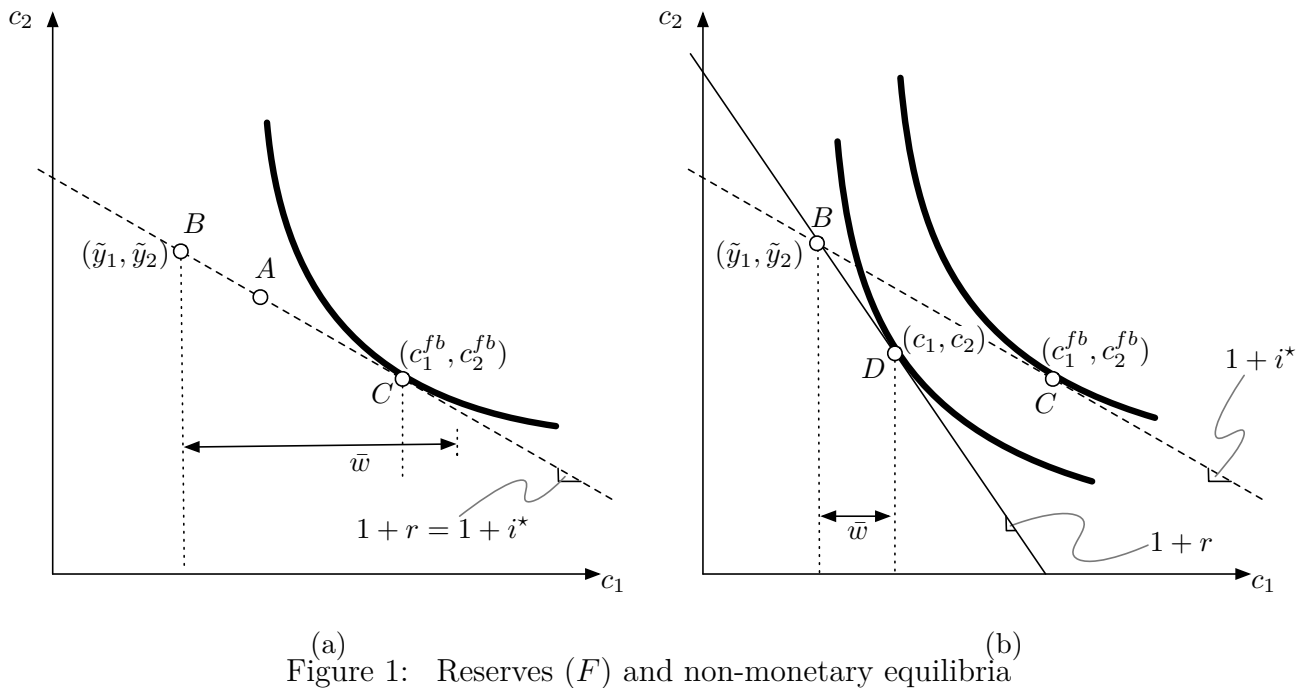 c₂
B
(ỹ₁, ỹ₂)
A
(c₁^{fb}, c₂^{fb})
C
w̄
1 + r = 1 + i⋆
c₁
(a)
c₂
B
(ỹ₁, ỹ₂)
(c₁, c₂)
D
(c₁^{fb}, c₂^{fb})
C
1 + i⋆
w̄
1 + r
c₁
(b)
Figure 1: Reserves (F) and non-monetary equilibria